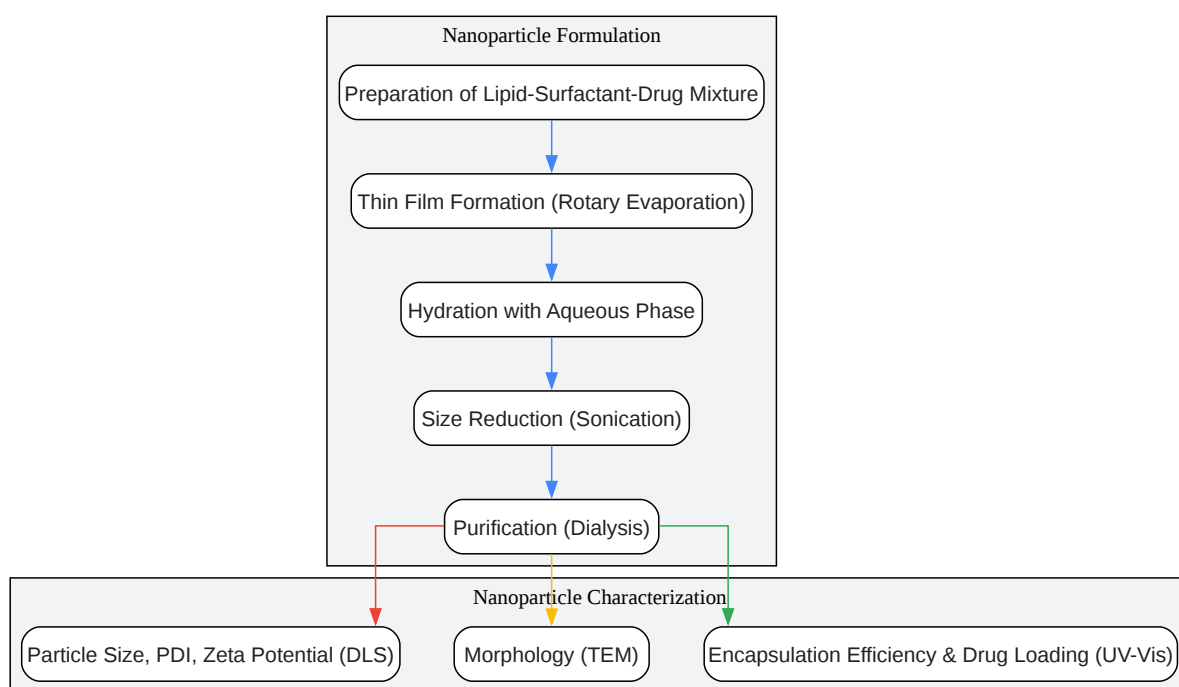 Nanoparticle Formulation
Preparation of Lipid-Surfactant-Drug Mixture
Thin Film Formation (Rotary Evaporation)
Hydration with Aqueous Phase
Size Reduction (Sonication)
Purification (Dialysis)
Nanoparticle Characterization
Particle Size, PDI, Zeta Potential (DLS)
Morphology (TEM)
Encapsulation Efficiency & Drug Loading (UV-Vis)